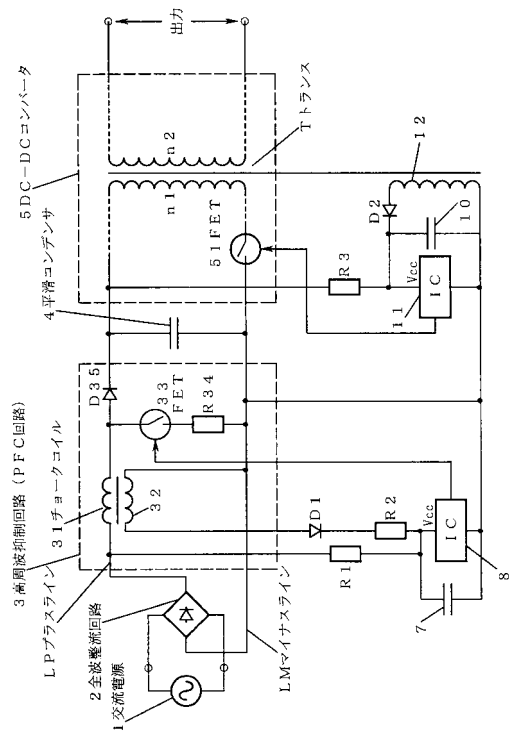 5DC-DCコンバータ
Tトランス
出力
4平滑コンデンサ
n1
n2
51FET
3高周波抑制回路(PFC回路)
31チョークコイル
32
D35
33
FET
R34
LPプラスライン
2全波整流回路
1交流電源
LMマイナスライン
D1
R1
R2
Vcc
IC
7
8
R3
D2
12
10
Vcc
IC
11